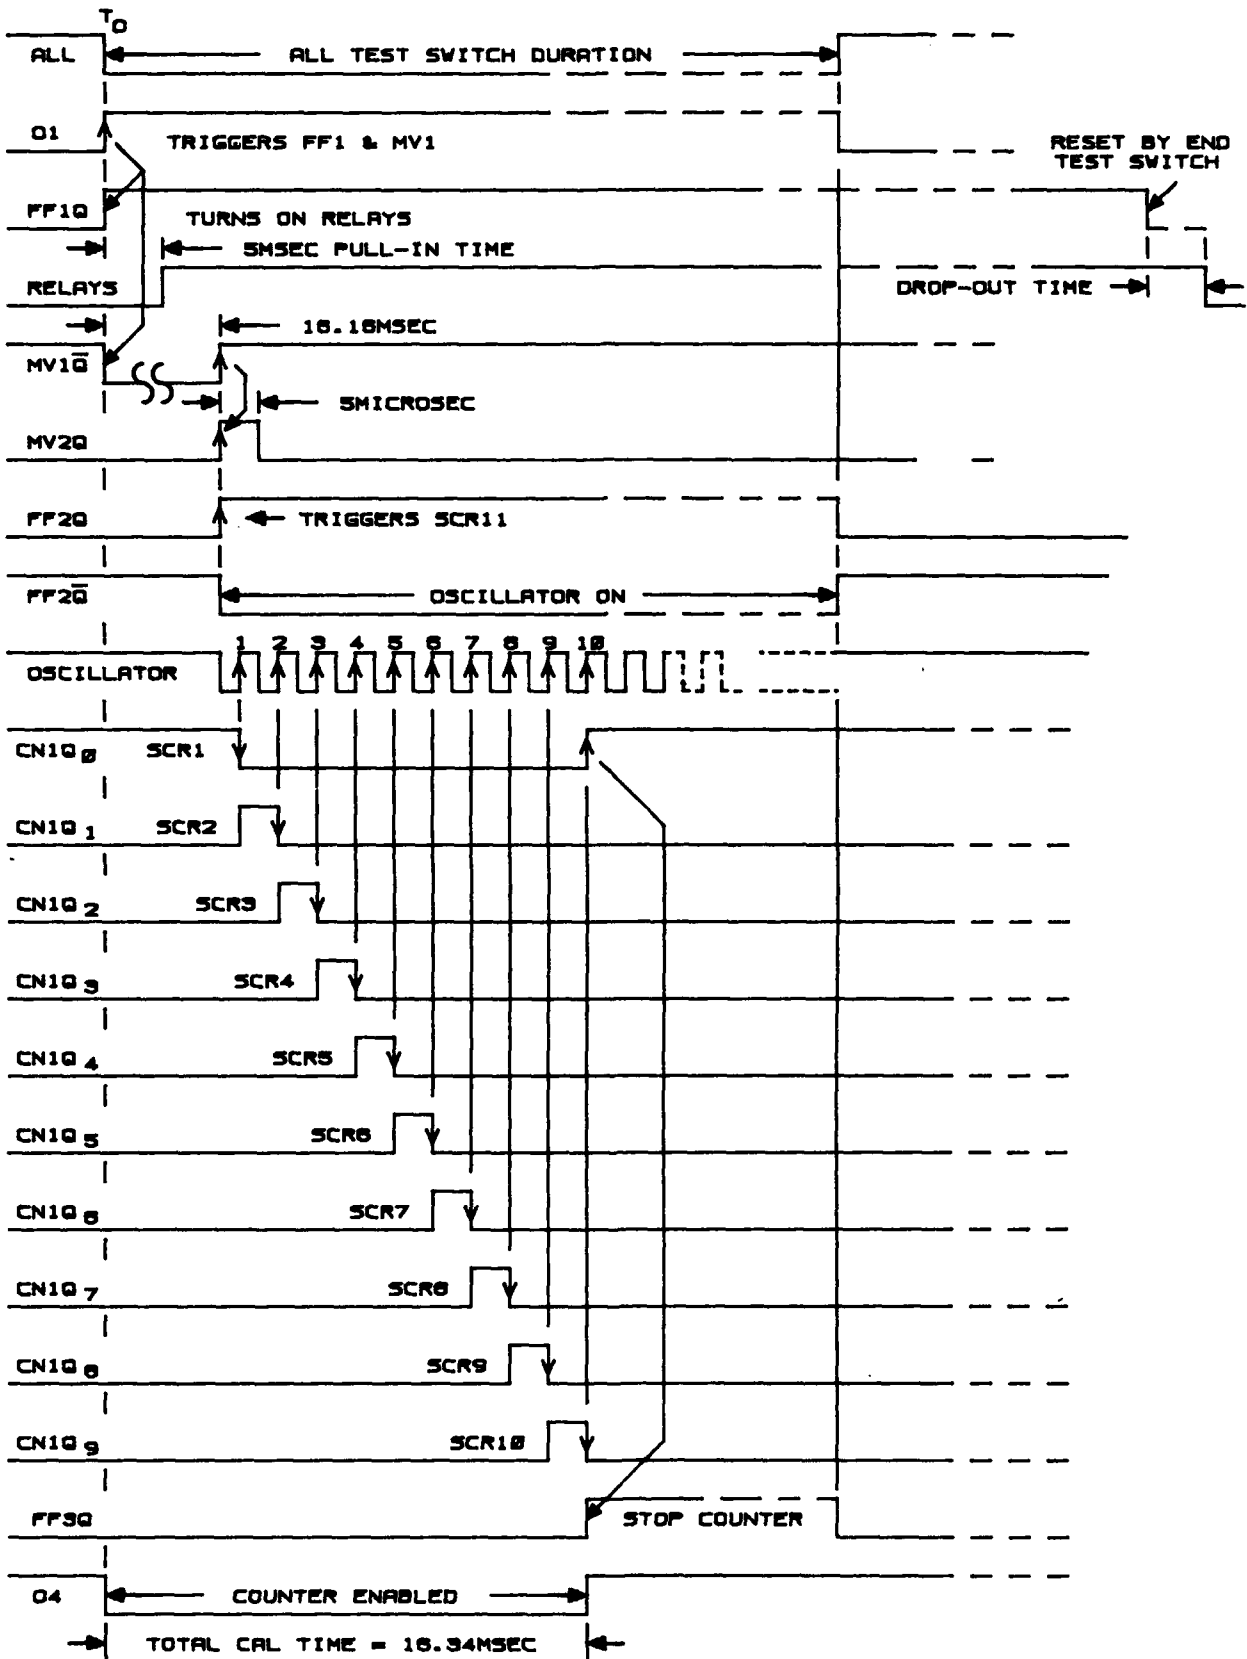 T0
ALL
ALL TEST SWITCH DURATION
O1
TRIGGERS FF1 & MV1
RESET BY END
TEST SWITCH
FF1Q
TURNS ON RELAYS
5MSEC PULL-IN TIME
RELAYS
DROP-OUT TIME
16.16MSEC
MV1Q̅
5MICROSEC
MV2Q
FF2Q
TRIGGERS SCR11
FF2Q̅
OSCILLATOR ON
1 2 3 4 5 6 7 8 9 10
OSCILLATOR
CN1Q0 SCR1
CN1Q1 SCR2
CN1Q2 SCR3
CN1Q3 SCR4
CN1Q4 SCR5
CN1Q5 SCR6
CN1Q6 SCR7
CN1Q7 SCR8
CN1Q8 SCR9
CN1Q9 SCR10
FF3Q
STOP COUNTER
O4
COUNTER ENABLED
TOTAL CAL TIME = 16.34MSEC